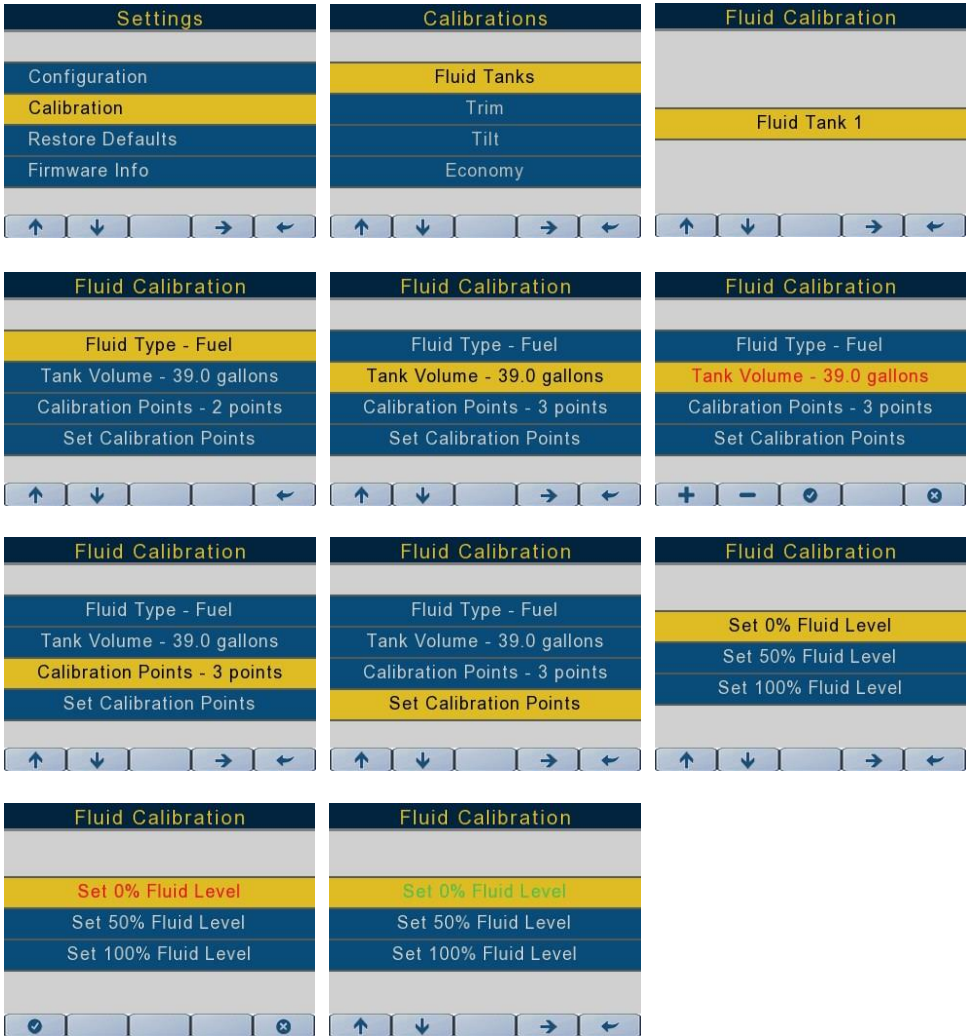 Settings
Configuration
Calibration
Restore Defaults
Firmware Info
Calibrations
Fluid Tanks
Trim
Tilt
Economy
Fluid Calibration
Fluid Tank 1
Fluid Calibration
Fluid Type - Fuel
Tank Volume - 39.0 gallons
Calibration Points - 2 points
Set Calibration Points
Fluid Calibration
Fluid Type - Fuel
Tank Volume - 39.0 gallons
Calibration Points - 3 points
Set Calibration Points
Fluid Calibration
Fluid Type - Fuel
Tank Volume - 39.0 gallons
Calibration Points - 3 points
Set Calibration Points
Fluid Calibration
Fluid Type - Fuel
Tank Volume - 39.0 gallons
Calibration Points - 3 points
Set Calibration Points
Fluid Calibration
Fluid Type - Fuel
Tank Volume - 39.0 gallons
Calibration Points - 3 points
Set Calibration Points
Fluid Calibration
Set 0% Fluid Level
Set 50% Fluid Level
Set 100% Fluid Level
Fluid Calibration
Set 0% Fluid Level
Set 50% Fluid Level
Set 100% Fluid Level
Fluid Calibration
Set 0% Fluid Level
Set 50% Fluid Level
Set 100% Fluid Level